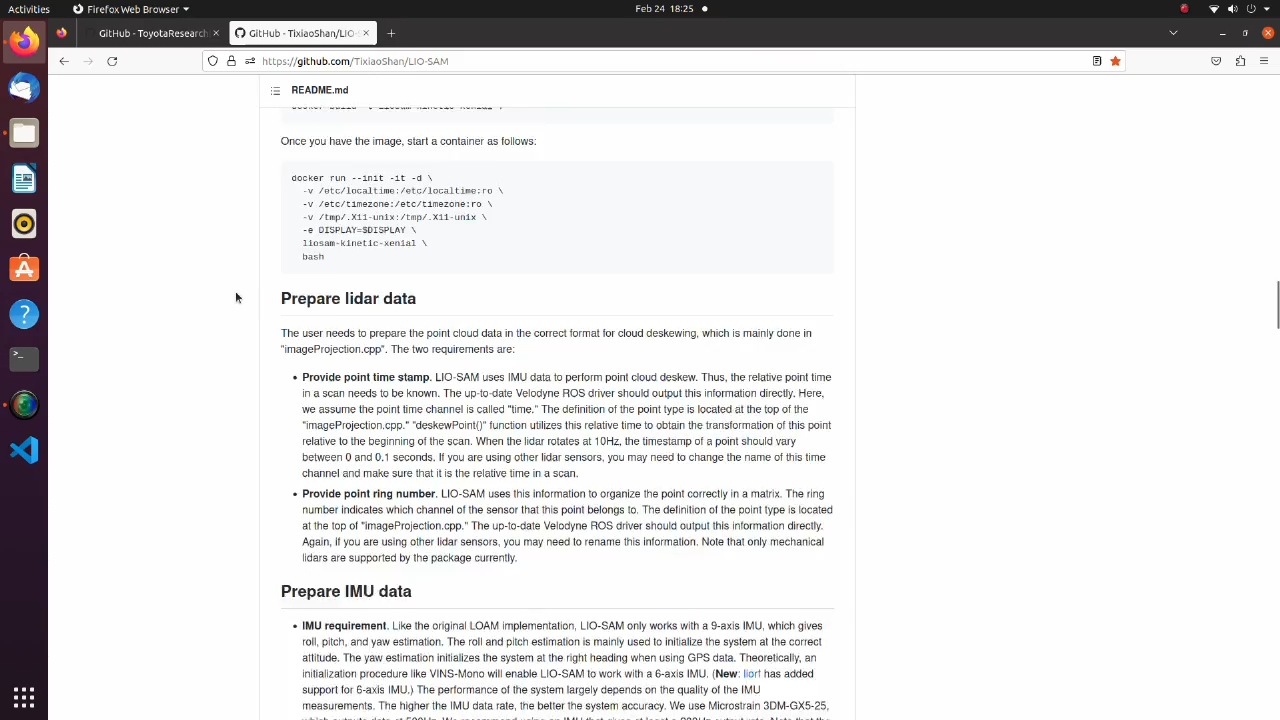 Activities
Firefox Web Browser
Feb 24 18:25
GitHub - ToyotaResearch
GitHub - TixiaoShan/LIO-S
https://github.com/TixiaoShan/LIO-SAM
README.md
Once you have the image, start a container as follows:
docker run --init -it -d \
-v /etc/localtime:/etc/localtime:ro \
-v /etc/timezone:/etc/timezone:ro \
-v /tmp/.X11-unix:/tmp/.X11-unix \
-e DISPLAY=$DISPLAY \
liosam-kinetic-xenial \
bash
Prepare lidar data
The user needs to prepare the point cloud data in the correct format for cloud deskewing, which is mainly done in
"imageProjection.cpp". The two requirements are:
• Provide point time stamp. LIO-SAM uses IMU data to perform point cloud deskew. Thus, the relative point time
in a scan needs to be known. The up-to-date Velodyne ROS driver should output this information directly. Here,
we assume the point time channel is called "time." The definition of the point type is located at the top of the
"imageProjection.cpp." "deskewPoint()" function utilizes this relative time to obtain the transformation of this point
relative to the beginning of the scan. When the lidar rotates at 10Hz, the timestamp of a point should vary
between 0 and 0.1 seconds. If you are using other lidar sensors, you may need to change the name of this time
channel and make sure that it is the relative time in a scan.
• Provide point ring number. LIO-SAM uses this information to organize the point correctly in a matrix. The ring
number indicates which channel of the sensor that this point belongs to. The definition of the point type is located
at the top of "imageProjection.cpp." The up-to-date Velodyne ROS driver should output this information directly.
Again, if you are using other lidar sensors, you may need to rename this information. Note that only mechanical
lidars are supported by the package currently.
Prepare IMU data
• IMU requirement. Like the original LOAM implementation, LIO-SAM only works with a 9-axis IMU, which gives
roll, pitch, and yaw estimation. The roll and pitch estimation is mainly used to initialize the system at the correct
attitude. The yaw estimation initializes the system at the right heading when using GPS data. Theoretically, an
initialization procedure like VINS-Mono will enable LIO-SAM to work with a 6-axis IMU. (New: liorf has added
support for 6-axis IMU.) The performance of the system largely depends on the quality of the IMU
measurements. The higher the IMU data rate, the better the system accuracy. We use Microstrain 3DM-GX5-25,